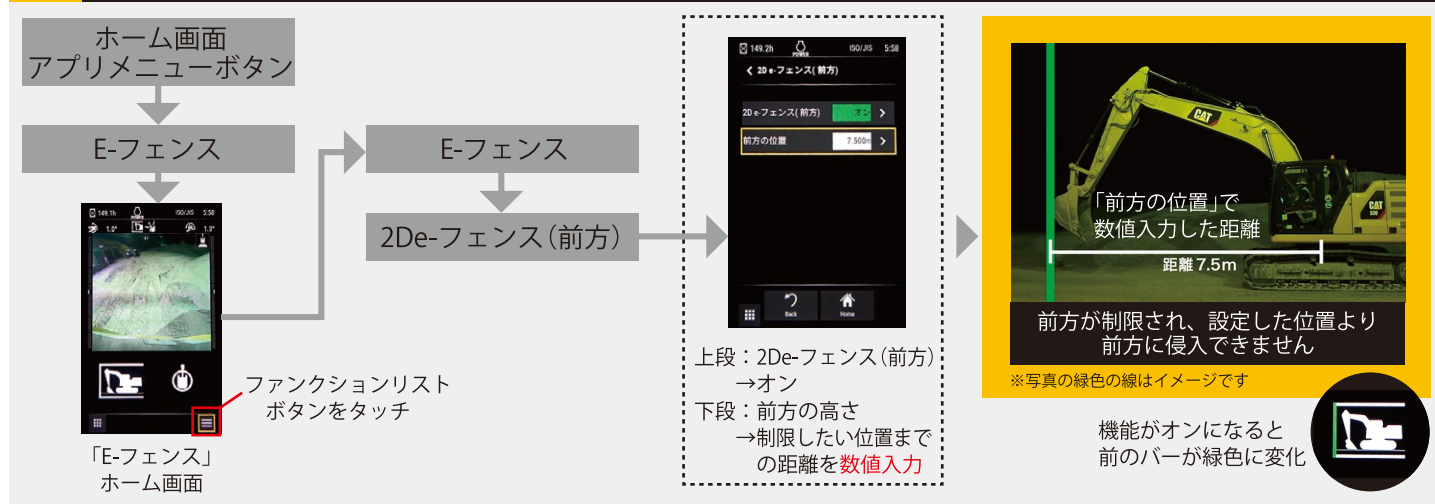 ホーム画面
アプリメニューボタン
E-フェンス
149.1h
POWER
ISO/JIS
5:58
1.0°
1.3°
「E-フェンス」
ホーム画面
ファンクションリスト
ボタンをタッチ
E-フェンス
2De-フェンス(前方)
149.2h
POWER
ISO/JIS
5:58
2D e-フェンス(前方)
2D e-フェンス(前方)
オン
前方の位置
7.500m
Back
Home
上段：2De-フェンス(前方)
→オン
下段：前方の高さ
→制限したい位置まで
の距離を数値入力
CAT
CAT
320
「前方の位置」で
数値入力した距離
距離7.5m
前方が制限され、設定した位置より
前方に侵入できません
※写真の緑色の線はイメージです
機能がオンになると
前のバーが緑色に変化